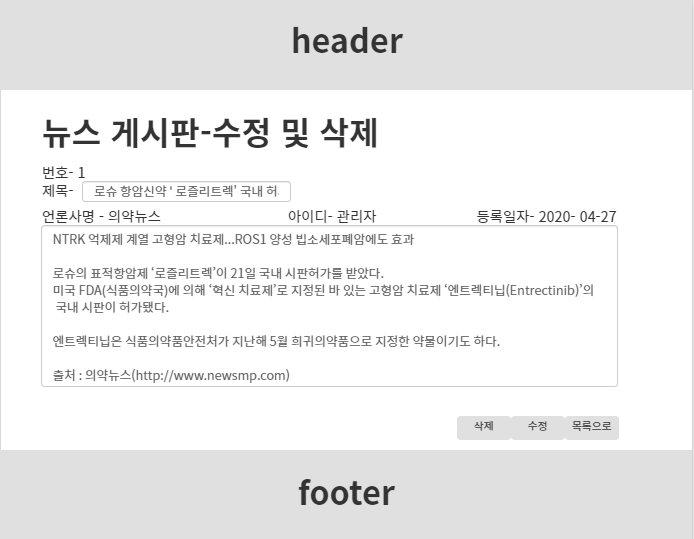 header
뉴스 게시판-수정 및 삭제
번호- 1
제목- 로슈 항암신약 ' 로즐리트렉' 국내 허
언론사명 - 의약뉴스 아이디- 관리자 등록일자- 2020- 04-27
NTRK 억제제 계열 고형암 치료제...ROS1 양성 빕소세포폐암에도 효과
로슈의 표적항암제 ‘로즐리트렉’이 21일 국내 시판허가를 받았다.
미국 FDA(식품의약국)에 의해 ‘혁신 치료제’로 지정된 바 있는 고형암 치료제 ‘엔트렉티닙(Entrectinib)’의
국내 시판이 허가됐다.
엔트렉티닙은 식품의약품안전처가 지난해 5월 희귀의약품으로 지정한 약물이기도 하다.
출처 : 의약뉴스(http://www.newsmp.com)
삭제 수정 목록으로
footer